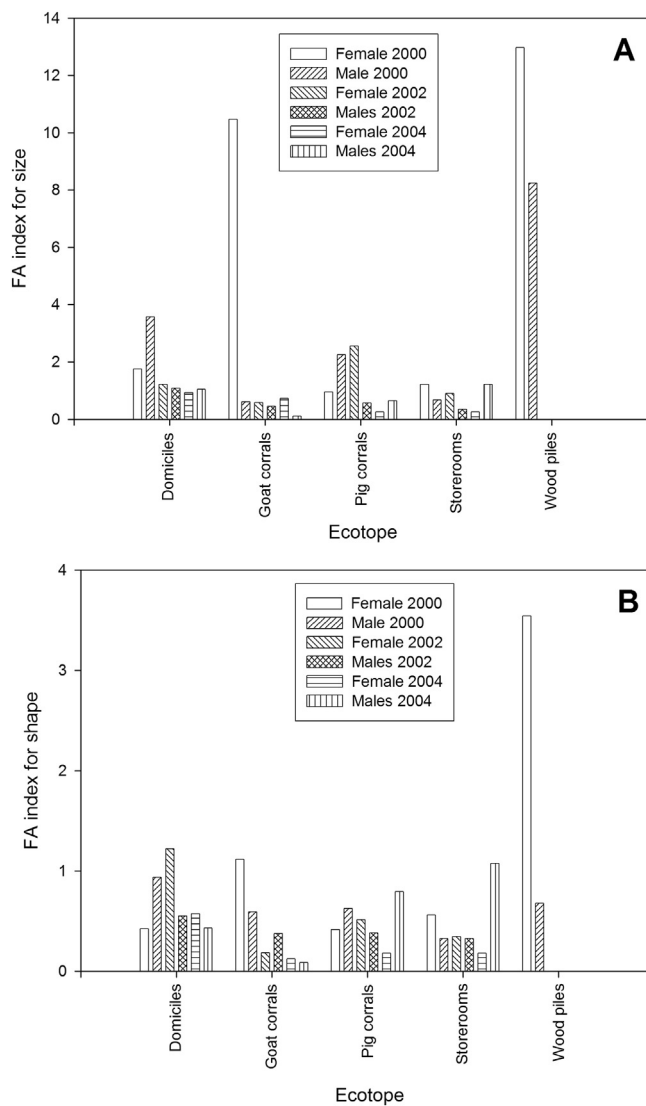 A
Female 2000
Male 2000
Female 2002
Males 2002
Female 2004
Males 2004
FA index for size
14
12
10
8
6
4
2
0
Domiciles
Goat corrals
Pig corrals
Storerooms
Wood piles
Ecotope
B
Female 2000
Male 2000
Female 2002
Males 2002
Female 2004
Males 2004
FA index for shape
4
3
2
1
0
Domiciles
Goat corrals
Pig corrals
Storerooms
Wood piles
Ecotope